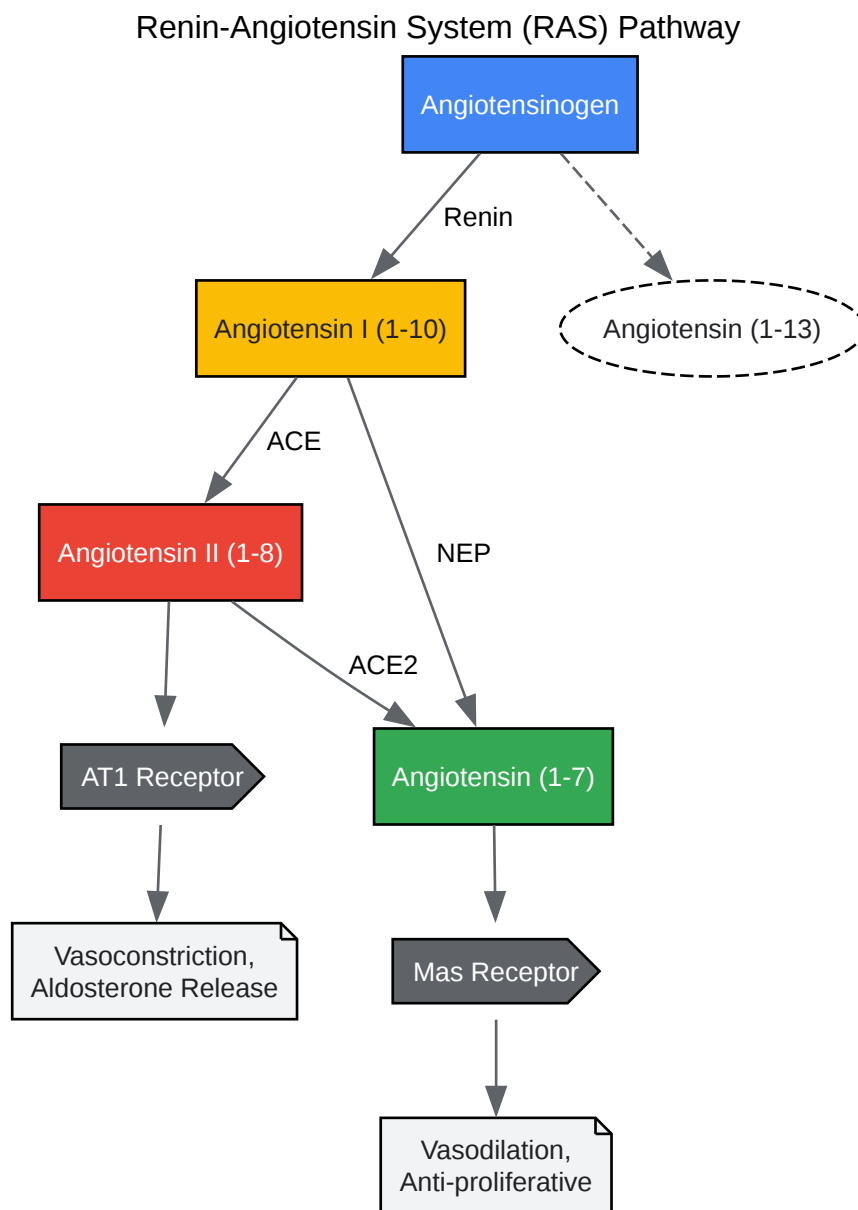 Renin-Angiotensin System (RAS) Pathway
Angiotensinogen
Renin
Angiotensin I (1-10)
Angiotensin (1-13)
ACE
Angiotensin II (1-8)
NEP
ACE2
AT1 Receptor
Angiotensin (1-7)
Vasoconstriction,
Aldosterone Release
Mas Receptor
Vasodilation,
Anti-proliferative